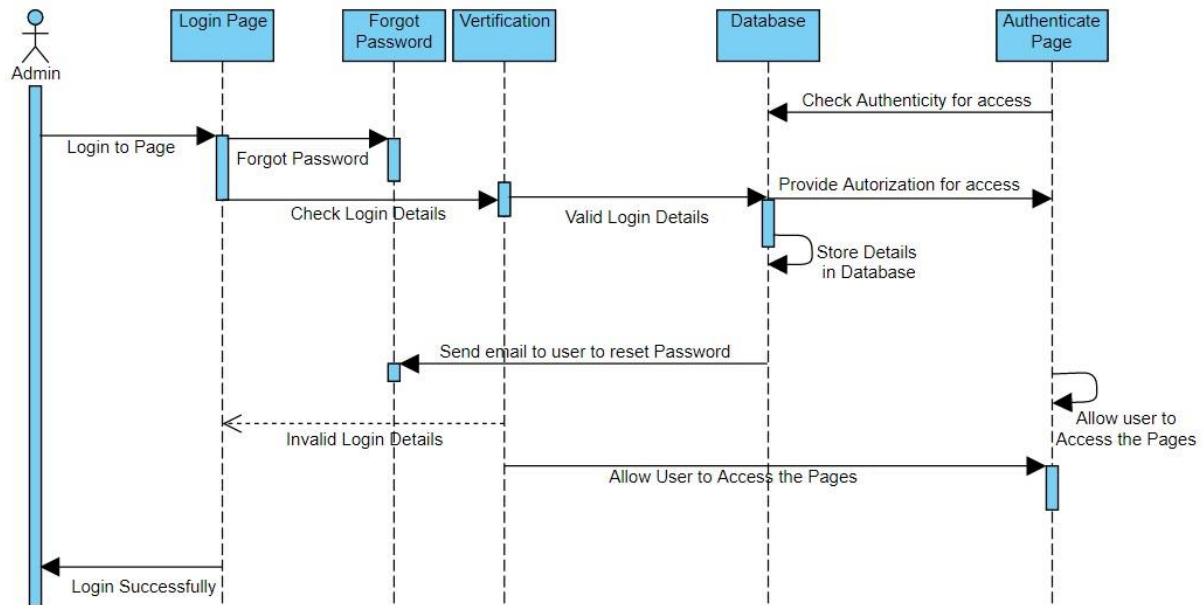 Login Page
Forgot
Password
Vertification
Database
Authenticate
Page
Admin
Check Authenticity for access
Login to Page
Forgot Password
Provide Autorization for access
Check Login Details
Valid Login Details
Store Details
in Database
Send email to user to reset Password
Allow user to
Access the Pages
Invalid Login Details
Allow User to Access the Pages
Login Successfully